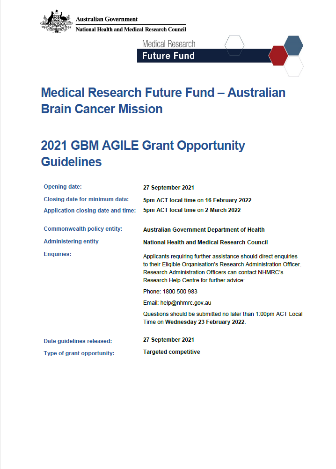 Australian Government
National Health and Medical Research Council
Medical Research
Future Fund
Medical Research Future Fund – Australian
Brain Cancer Mission
2021 GBM AGILE Grant Opportunity
Guidelines
Opening date: 27 September 2021
Closing date for minimum data: 5pm ACT local time on 16 February 2022
Application closing date and time: 5pm ACT local time on 2 March 2022
Commonwealth policy entity: Australian Government Department of Health
Administering entity National Health and Medical Research Council
Enquiries: Applicants requiring further assistance should direct enquiries
to their Eligible Organisation's Research Administration Officer.
Research Administration Officers can contact NHMRC's
Research Help Centre for further advice:
Phone: 1800 500 983
Email: help@nhmrc.gov.au
Questions should be submitted no later than 1.00pm ACT Local
Time on Wednesday 23 February 2022.
Date guidelines released: 27 September 2021
Type of grant opportunity: Targeted competitive